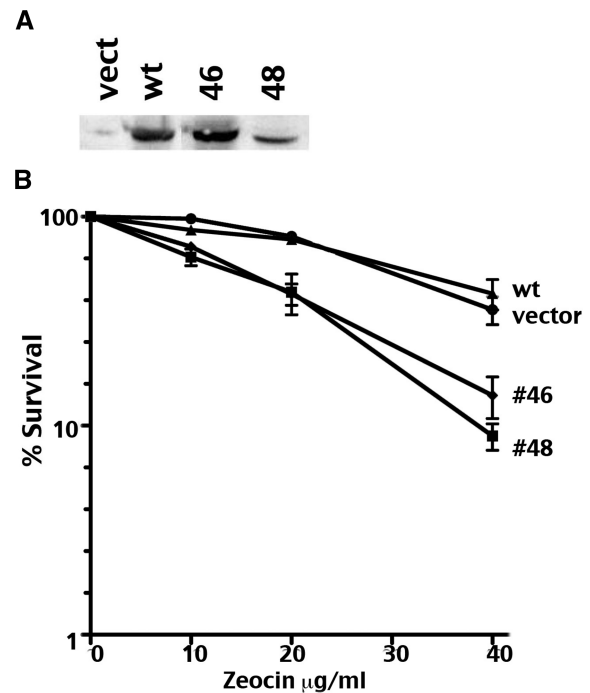 A
vect wt 46 48
B
100
10
1
% Survival
wt
vector
#46
#48
0 10 20 30 40
Zeocin μg/ml